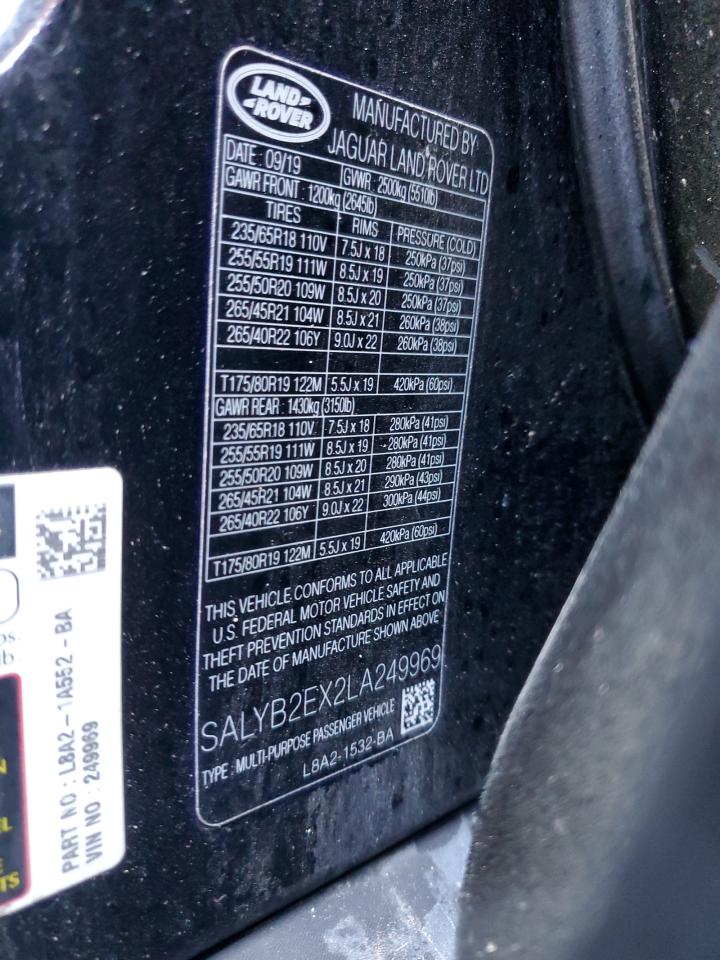 LAND
ROVER
MANUFACTURED BY
JAGUAR LAND ROVER LTD
DATE : 09/19 GVWR : 2500kg (5510lb)
GAWR FRONT : 1200kg (2645lb)
TIRES RIMS PRESSURE (COLD)
235/65R18 110V 7.5J x 18 250kPa (37psi)
255/55R19 111W 8.5J x 19 250kPa (37psi)
255/50R20 109W 8.5J x 20 250kPa (37psi)
265/45R21 104W 8.5J x 21 260kPa (38psi)
265/40R22 106Y 9.0J x 22 260kPa (38psi)
T175/80R19 122M 5.5J x 19 420kPa (60psi)
GAWR REAR : 1430kg (3150lb)
235/65R18 110V 7.5J x 18 280kPa (41psi)
255/55R19 111W 8.5J x 19 280kPa (41psi)
255/50R20 109W 8.5J x 20 280kPa (41psi)
265/45R21 104W 8.5J x 21 290kPa (43psi)
265/40R22 106Y 9.0J x 22 300kPa (44psi)
T175/80R19 122M 5.5J x 19 420kPa (60psi)
THIS VEHICLE CONFORMS TO ALL APPLICABLE
U.S. FEDERAL MOTOR VEHICLE SAFETY AND
THEFT PREVENTION STANDARDS IN EFFECT ON
THE DATE OF MANUFACTURE SHOWN ABOVE
SALYB2EX2LA249969
TYPE : MULTI-PURPOSE PASSENGER VEHICLE
L8A2-1532-BA
PART NO : L8A2-1A552-BA
VIN NO : 249969